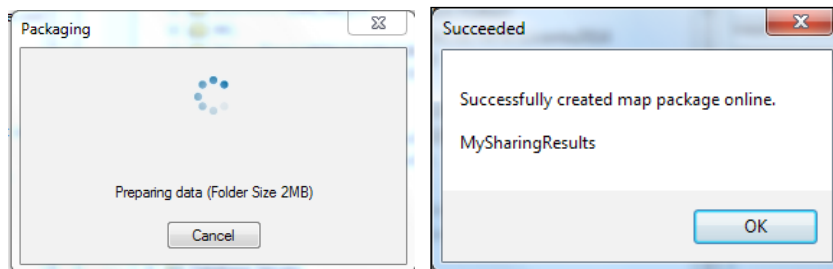 Packaging
Preparing data (Folder Size 2MB)
Cancel
Succeeded
Successfully created map package online.
MySharingResults
OK